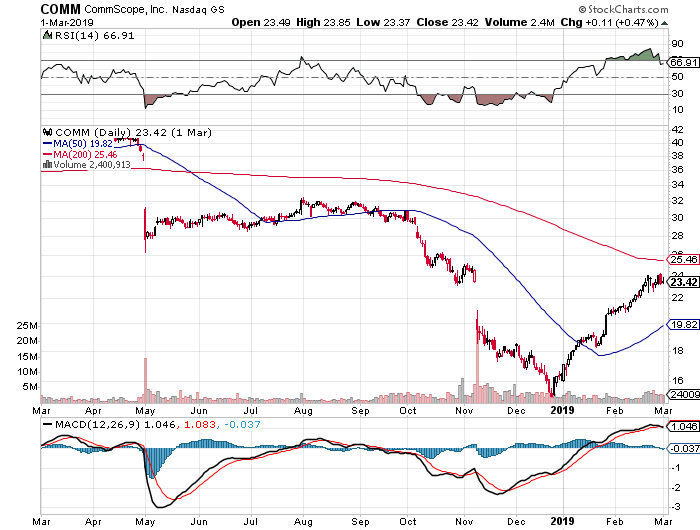 COMM CommScope, Inc. Nasdaq GS © StockCharts.com
1-Mar-2019 Open 23.49 High 23.85 Low 23.37 Close 23.42 Volume 2.4M Chg +0.11 (+0.47%)
RSI(14) 66.91
90
70
66.91
50
30
10
COMM (Daily) 23.42 (1 Mar)
MA(50) 19.82
MA(200) 25.46
Volume 2,400,913
42
40
38
36
34
32
30
28
25.46
24
23.42
22
19.82
18
16
24009
25M
20M
15M
10M
5M
Mar Apr May Jun Jul Aug Sep Oct Nov Dec 2019 Feb Mar
MACD(12,26,9) 1.046, 1.083, -0.037
1.046
-0.037
-1
-2
-3
Mar Apr May Jun Jul Aug Sep Oct Nov Dec 2019 Feb Mar